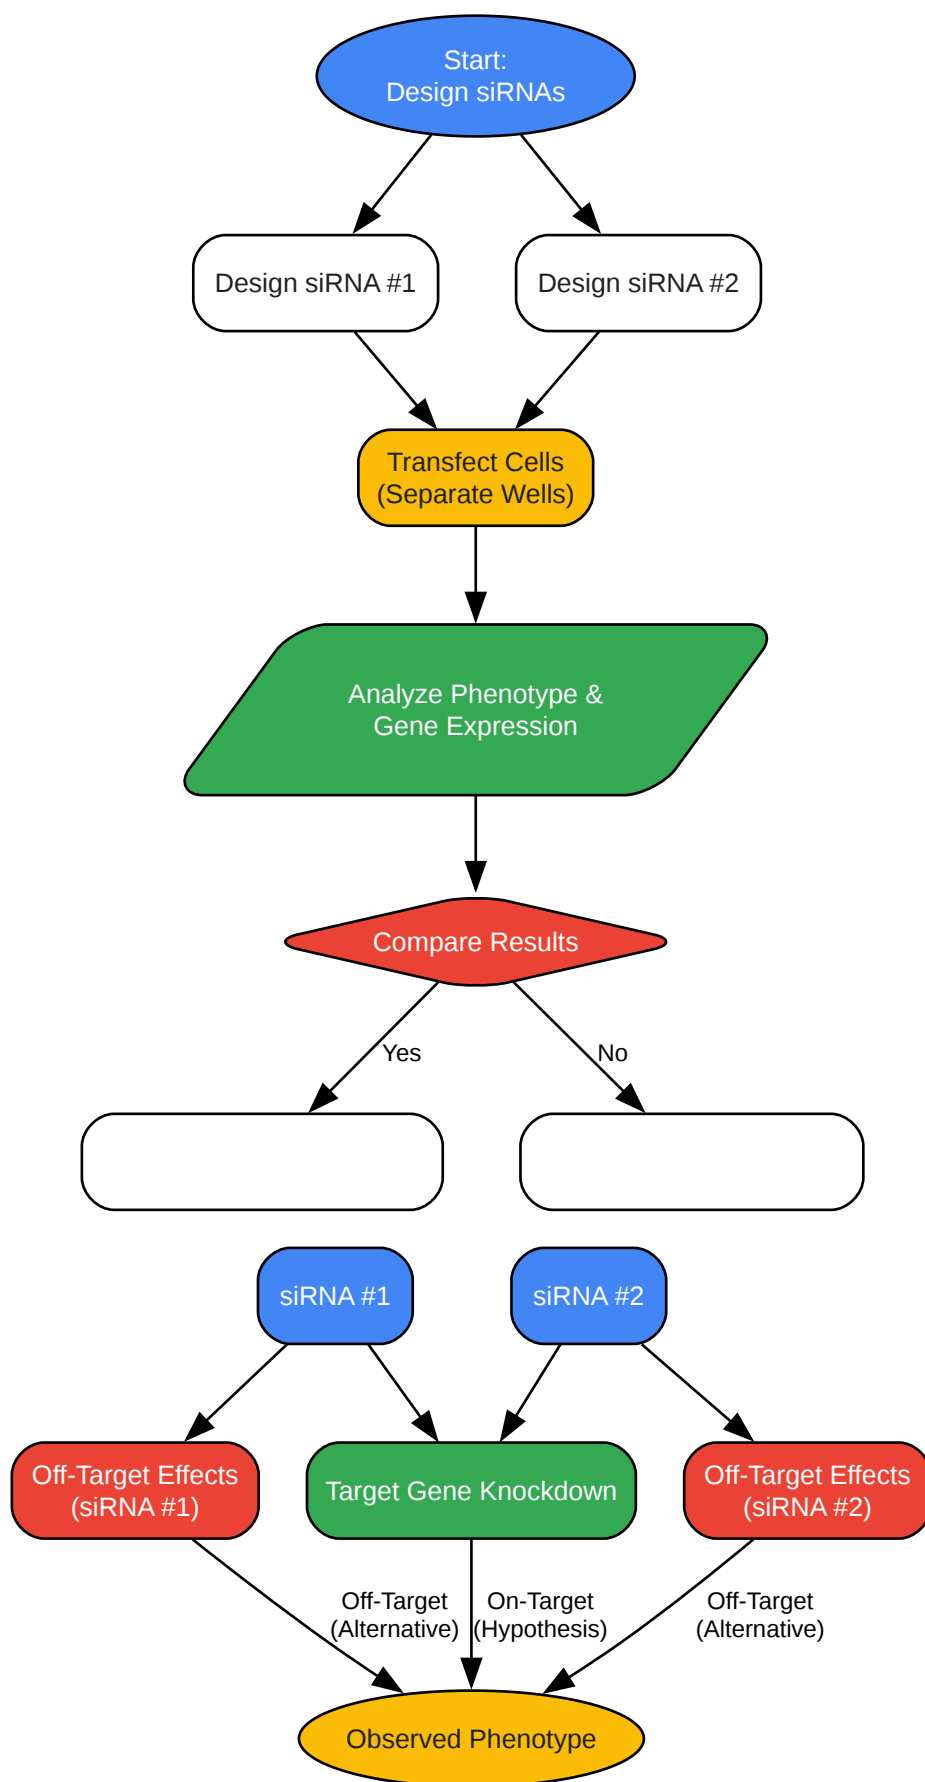 Start:
Design siRNAs
Design siRNA #1
Design siRNA #2
Transfect Cells
(Separate Wells)
Analyze Phenotype &
Gene Expression
Compare Results
Yes
No
siRNA #1
siRNA #2
Off-Target Effects
(siRNA #1)
Target Gene Knockdown
Off-Target Effects
(siRNA #2)
Off-Target
(Alternative)
On-Target
(Hypothesis)
Off-Target
(Alternative)
Observed Phenotype